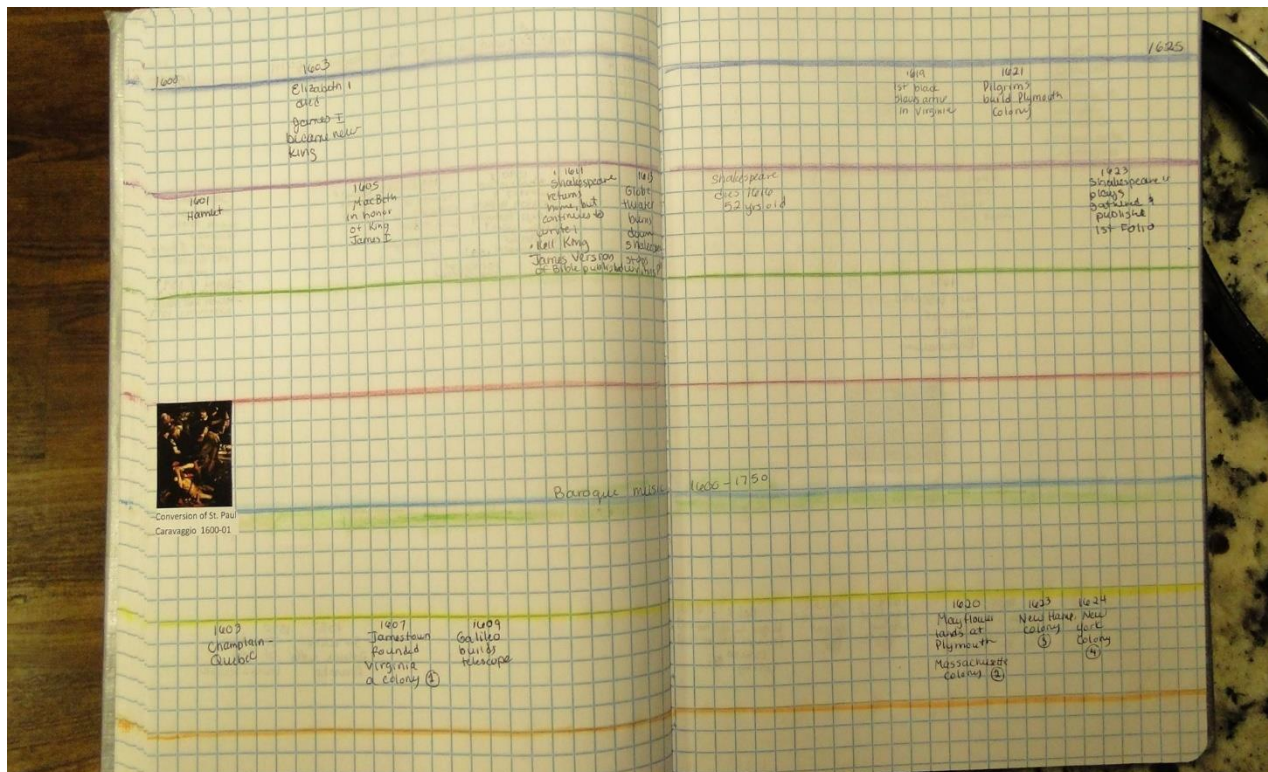 1600
1603
Elizabeth I
died
James I
became new
king
1625
1619
1st black
slaves
in Virginia
1621
Pilgrims
build Plymouth
Colony
1601
Hamlet
1605
MacBeth
in honor
of King
James I
1611
Shakespeare
returns
home, but
continues to
write
King
James Version
of Bible published
1613
Globe
theater
burns
down
stops
writing
Shakespeare
dies 1616
52 yrs old
1623
Shakespeare's
plays
gathered &
publishe
1st Folio
-Conversion of St. Paul
Caravaggio 1600-01
Baroque music 1600-1750
1603
Champlain-
Quebec
1607
Jamestown
founded
Virginia
a colony ①
1609
Galileo
builds
telescope
1620
Mayflower
lands at
Plymouth
Massachusetts
Colony ②
1623
New Hamp.
Colony
③
1624
New
York
Colony
④